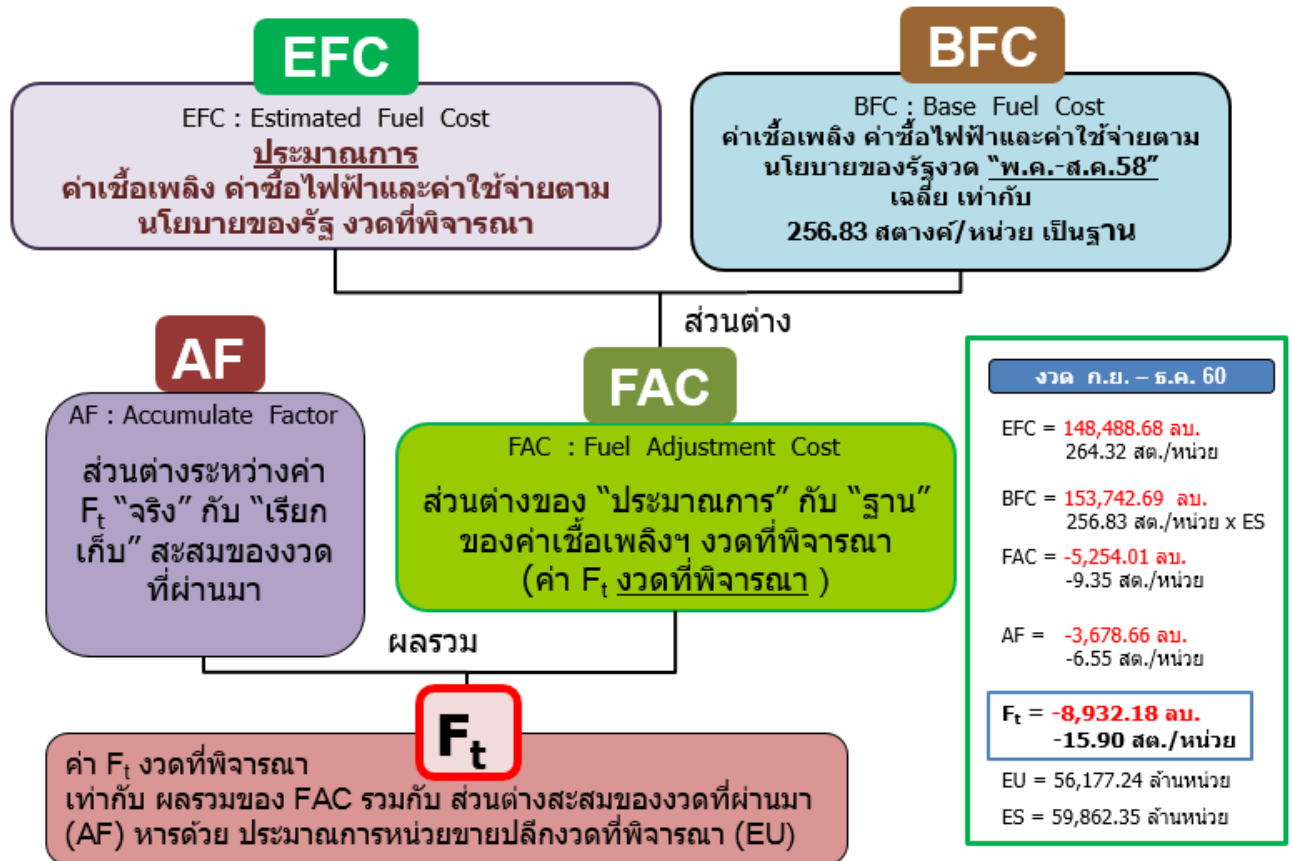 EFC
EFC : Estimated Fuel Cost
ประมาณการ
ค่าเชื้อเพลิง ค่าซื้อไฟฟ้าและค่าใช้จ่ายตาม
นโยบายของรัฐ งวดที่พิจารณา
BFC
BFC : Base Fuel Cost
ค่าเชื้อเพลิง ค่าซื้อไฟฟ้าและค่าใช้จ่ายตาม
นโยบายของรัฐงวด “พ.ค.-ส.ค.58”
เฉลี่ย เท่ากับ
256.83 สตางค์/หน่วย เป็นฐาน
ส่วนต่าง
AF
AF : Accumulate Factor
ส่วนต่างระหว่างค่า
Ft “จริง” กับ “เรียก
เก็บ” สะสมของงวด
ที่ผ่านมา
FAC
FAC : Fuel Adjustment Cost
ส่วนต่างของ “ประมาณการ” กับ “ฐาน”
ของค่าเชื้อเพลิงฯ งวดที่พิจารณา
(ค่า Ft งวดที่พิจารณา )
ผลรวม
Ft
ค่า Ft งวดที่พิจารณา
เท่ากับ ผลรวมของ FAC รวมกับ ส่วนต่างสะสมของงวดที่ผ่านมา
(AF) หารด้วย ประมาณการหน่วยขายปลีกงวดที่พิจารณา (EU)
งวด ก.ย. – ธ.ค. 60
EFC = 148,488.68 ลบ.
264.32 สต./หน่วย
BFC = 153,742.69 ลบ.
256.83 สต./หน่วย x ES
FAC = -5,254.01 ลบ.
-9.35 สต./หน่วย
AF = -3,678.66 ลบ.
-6.55 สต./หน่วย
Ft = -8,932.18 ลบ.
-15.90 สต./หน่วย
EU = 56,177.24 ล้านหน่วย
ES = 59,862.35 ล้านหน่วย